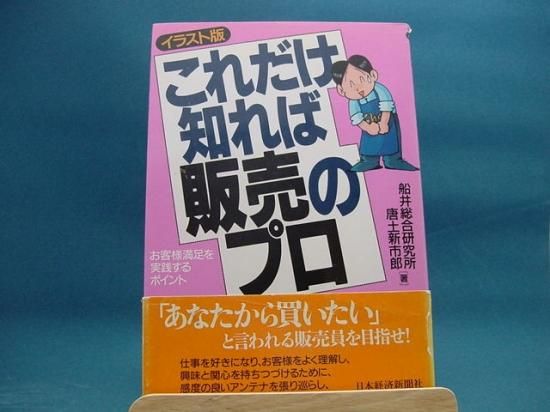 イラスト版
これだけ
知れば
販売の
プロ
お客様満足を
実践する
ポイント
船井総合研究所
唐土新市郎[著]
「あなたから買いたい」
と言われる販売員を目指せ!
仕事を好きになり、お客様をよく理解し、
興味と関心を持ちつづけるために、
感度の良いアンテナを張り巡らし、
日本経済新聞社